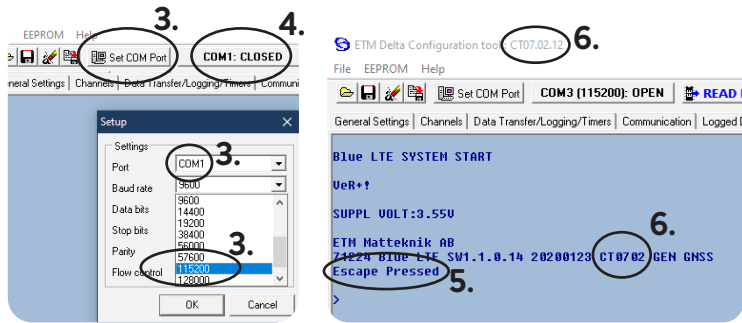 3.
4.
EEPROM Help
Set COM Port
COM1: CLOSED
neral Settings
Channels
Data Transfer/Logging/Timers
Communi
Setup
Settings
Port COM1 3.
Baud rate 9600
Data bits
Stop bits
Parity
Flow control
9600
14400
19200
38400
56000
57600
115200
128000
3.
OK Cancel
ETM Delta Configuration tool: CT07.02.12 6.
File EEPROM Help
Set COM Port COM3 (115200): OPEN READ
General Settings Channels Data Transfer/Logging/Timers Communication Logged D
Blue LTE SYSTEM START
VeR+!
SUPPL VOLT:3.55V
6.
ETM Matteknik AB
71224 Blue LTE SW1.1.0.14 20200123 CT0702 GEN GNSS
Escape Pressed 5.
>